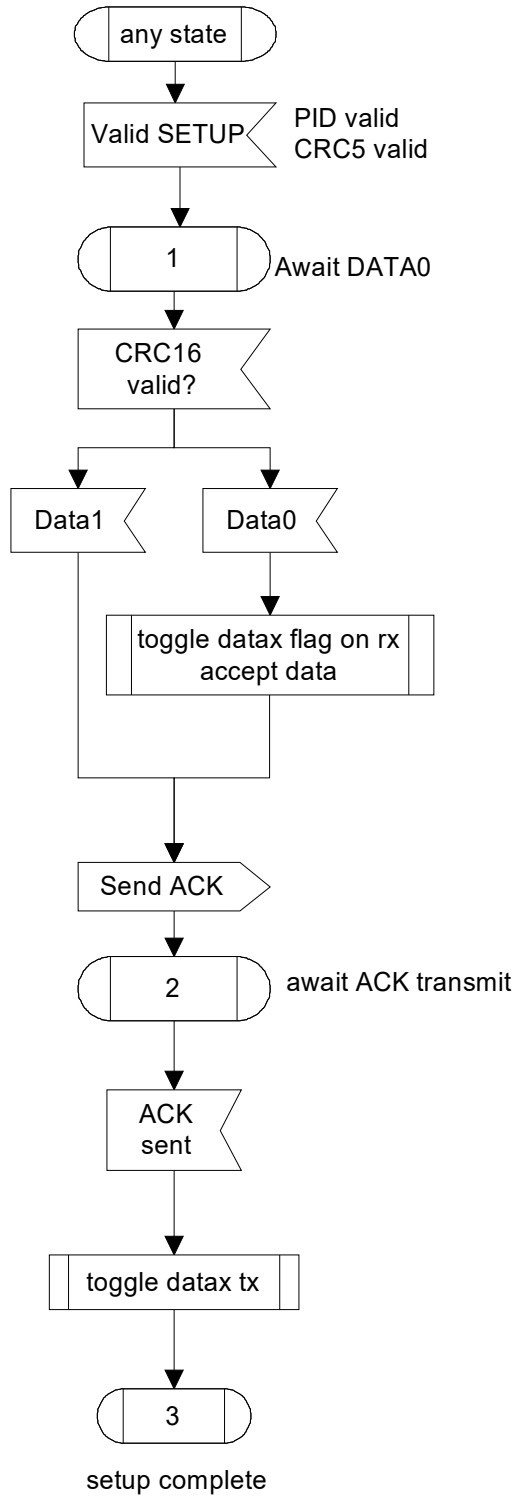 any state
Valid SETUP
PID valid
CRC5 valid
1
Await DATA0
CRC16
valid?
Data1
Data0
toggle datax flag on rx
accept data
Send ACK
2
await ACK transmit
ACK
sent
toggle datax tx
3
setup complete